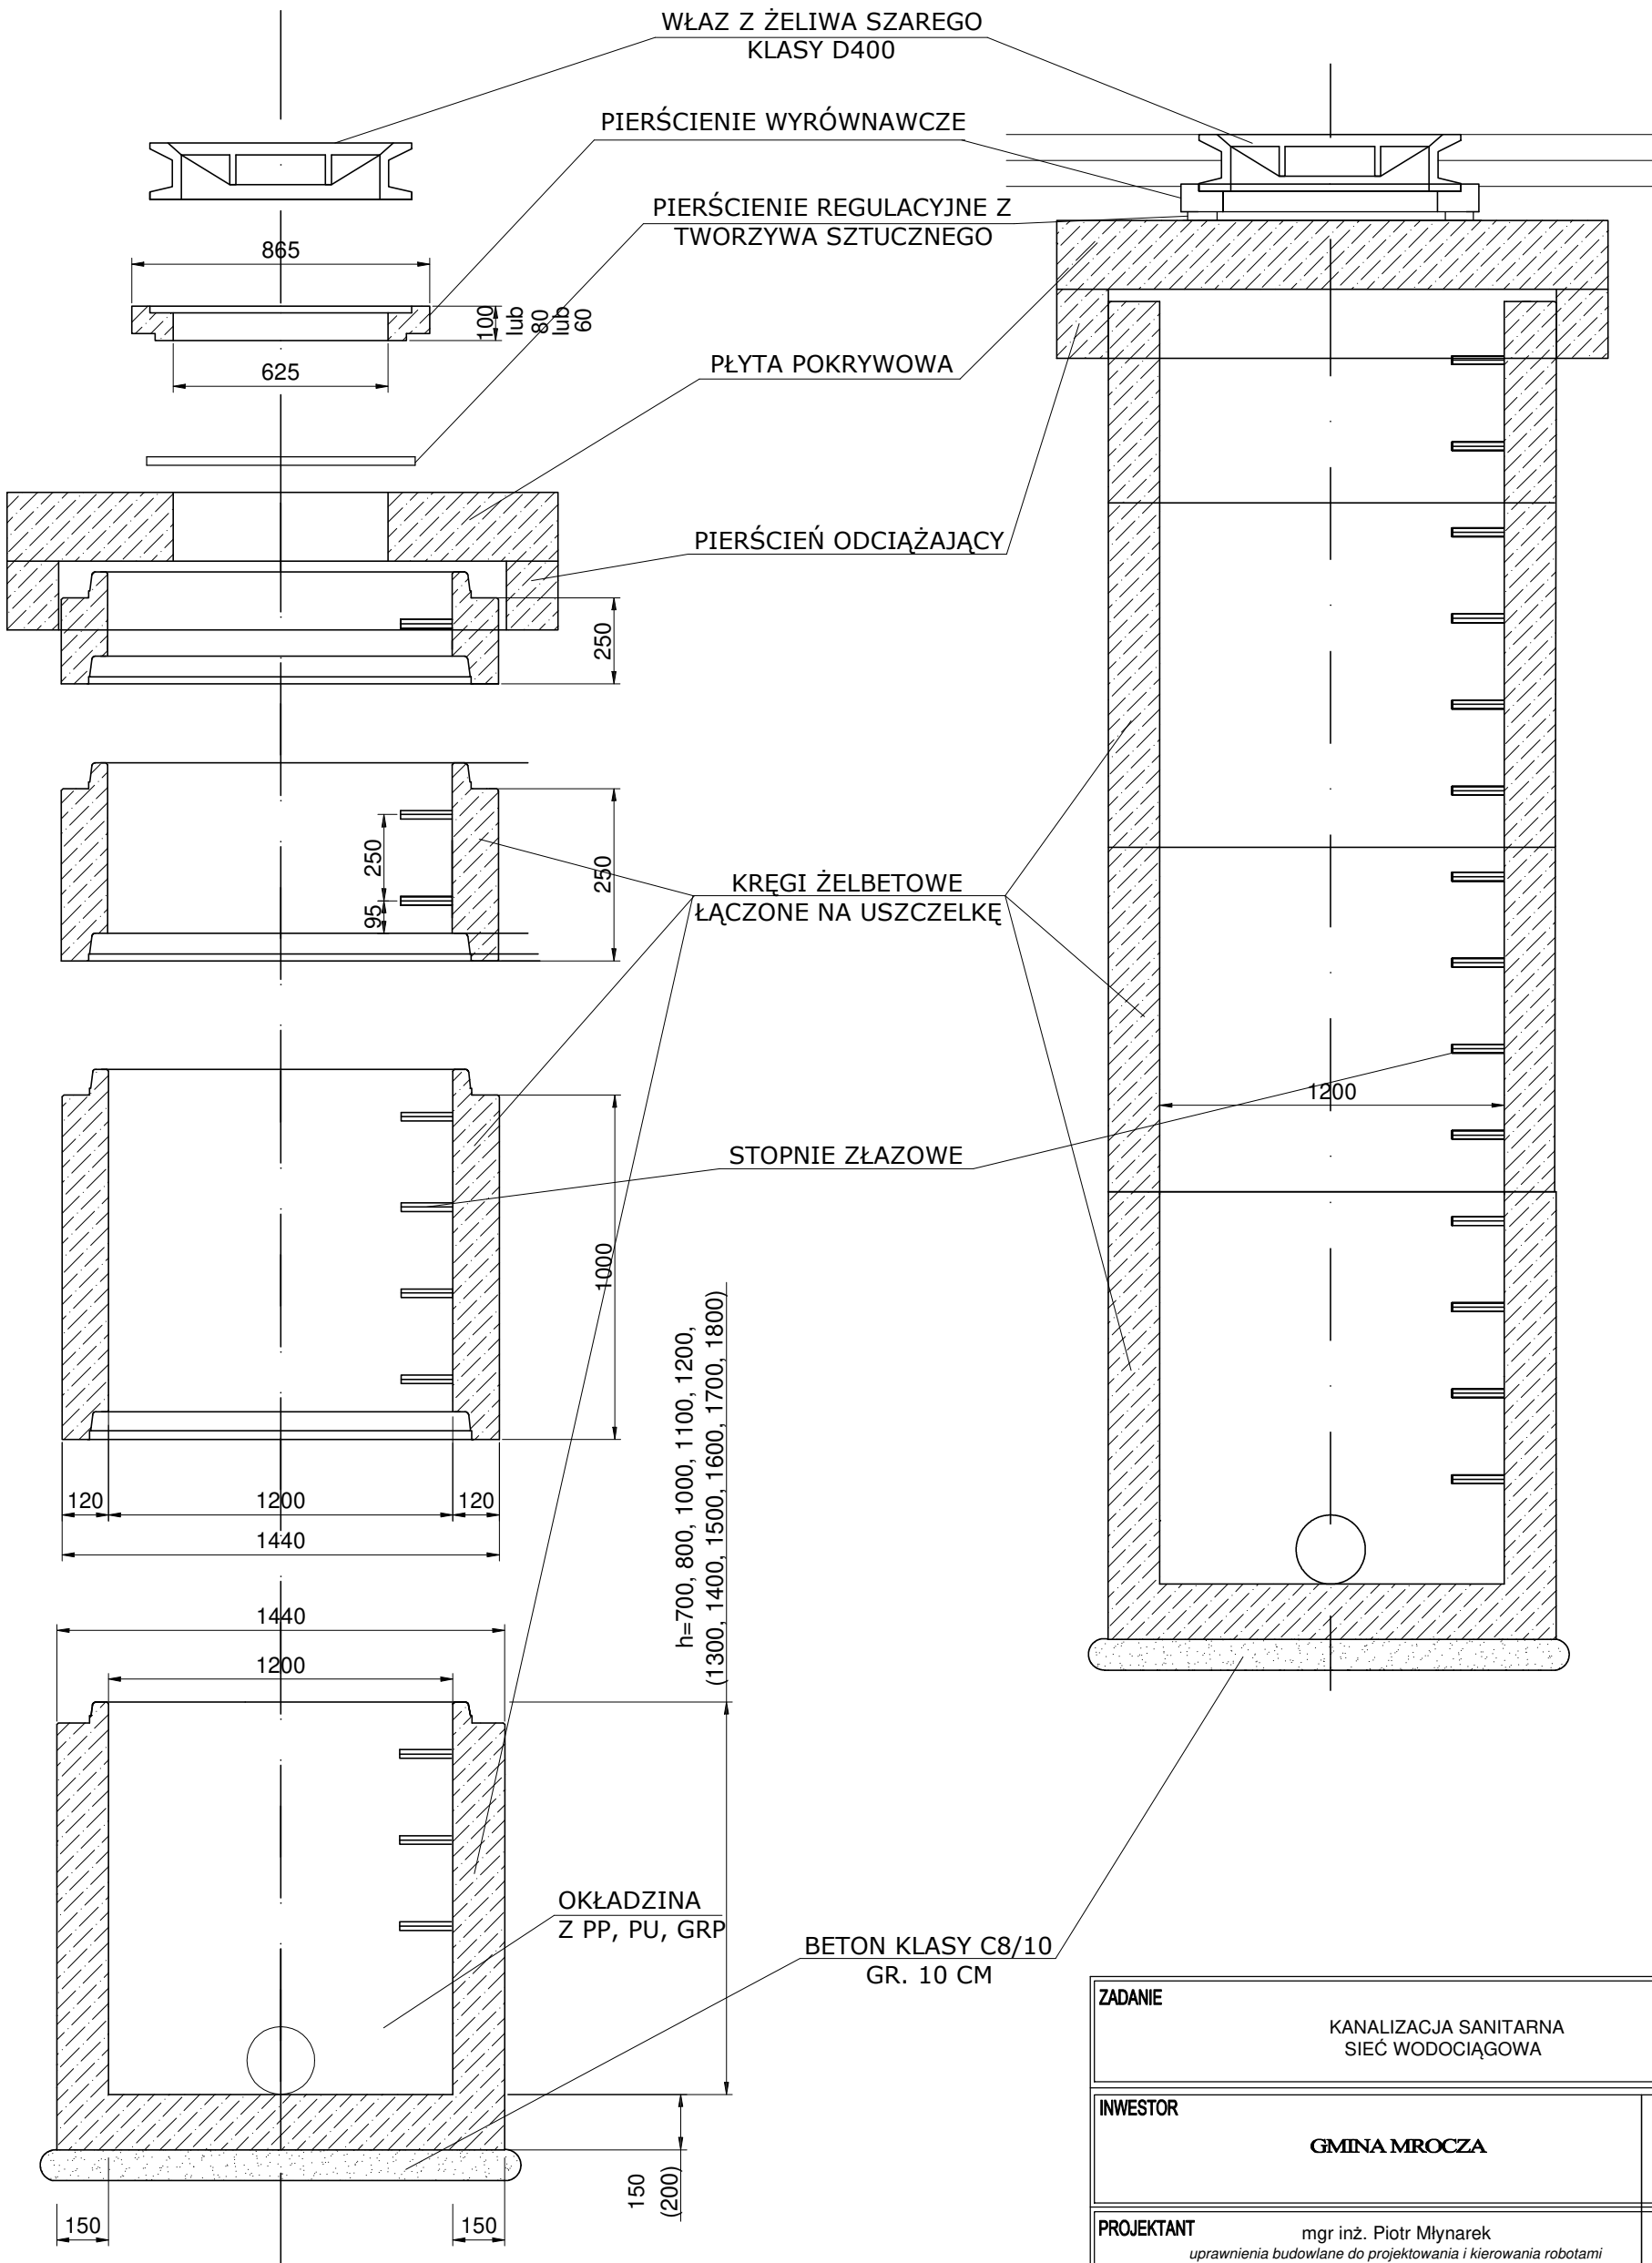 WŁAZ Z ŻELIWA SZAREGO
KLASY D400
PIERŚCIENIE WYRÓWNAWCZE
PIERŚCIENIE REGULACYJNE Z
TWORZYWA SZTUCZNEGO
865
100
lub
80
lub
60
625
PŁYTA POKRYWOWA
PIERŚCIEŃ ODCIĄŻAJĄCY
250
250
95
250
KRĘGI ŻELBETOWE
ŁĄCZONE NA USZCZELKĘ
1200
STOPNIE ZŁAZOWE
1000
120
1200
120
1440
h=700, 800, 1000, 1100, 1200,
(1300, 1400, 1500, 1600, 1700, 1800)
1440
1200
OKŁADZINA
Z PP, PU, GRP
BETON KLASY C8/10
GR. 10 CM
150
(200)
150
150
ZADANIE
KANALIZACJA SANITARNA
SIEĆ WODOCIĄGOWA
INWESTOR
GMINA MROCZA
PROJEKTANT
mgr inż. Piotr Młynarek
uprawnienia budowlane do projektowania i kierowania robotami